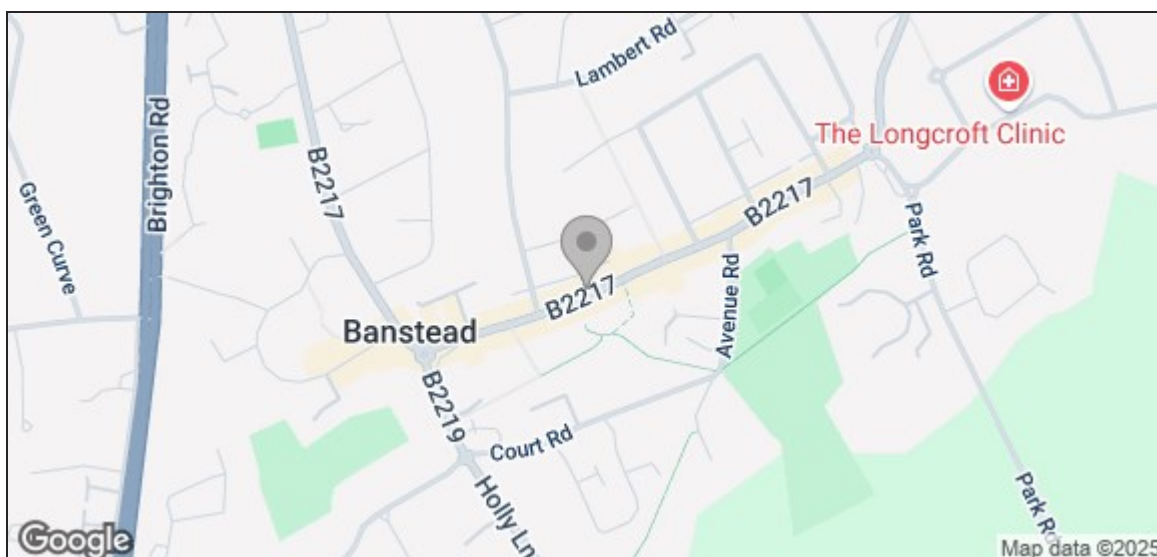 Lambert Rd
The Longcroft Clinic
Brighton Rd
B2217
Green Curve
B2217
Park Rd
B2217
Avenue Rd
Banstead
B2219
Court Rd
Holly Ln
Park Rd
Google
Map data ©2025